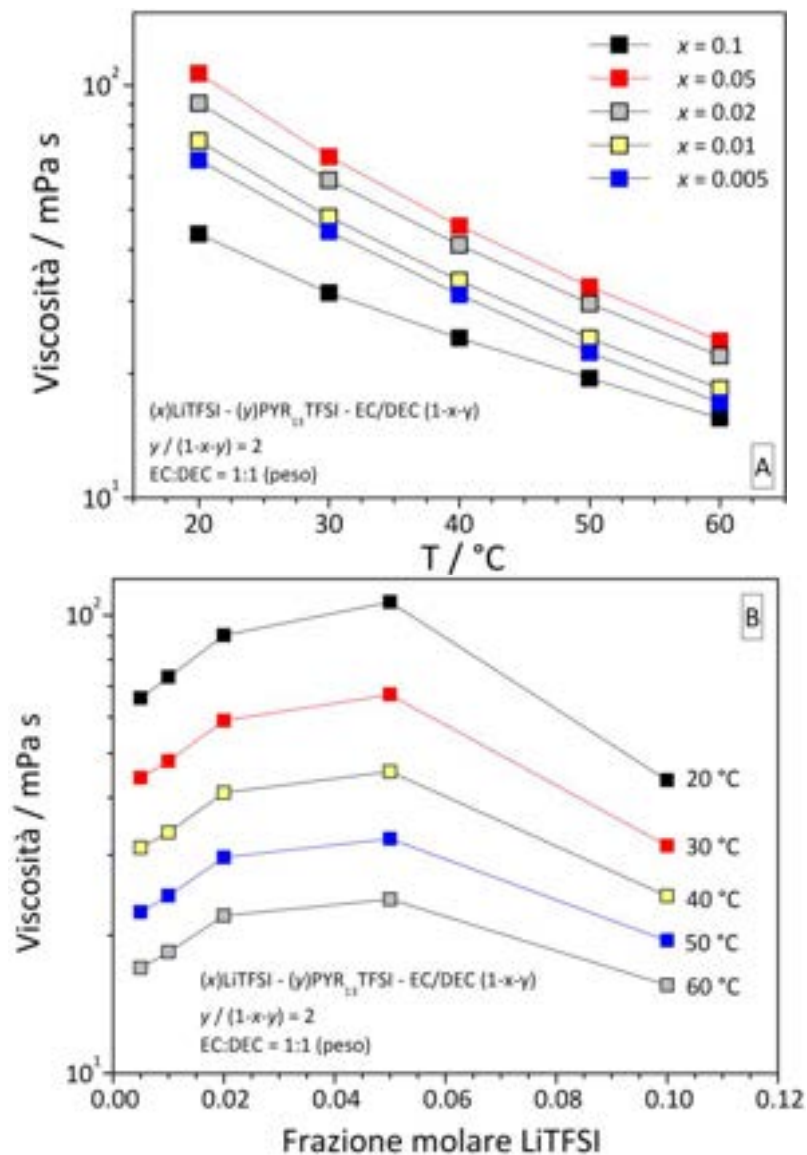 10²
10¹
Viscosità / mPa s
x = 0.1
x = 0.05
x = 0.02
x = 0.01
x = 0.005
(x)LiTFSI - (y)PYR₁₃TFSI - EC/DEC (1-x-y)
y / (1-x-y) = 2
EC:DEC = 1:1 (peso)
A
20 30 40 50 60
T / °C
B
10²
10¹
Viscosità / mPa s
20 °C
30 °C
40 °C
50 °C
60 °C
(x)LiTFSI - (y)PYR₁₃TFSI - EC/DEC (1-x-y)
y / (1-x-y) = 2
EC:DEC = 1:1 (peso)
0.00 0.02 0.04 0.06 0.08 0.10 0.12
Frazione molare LiTFSI